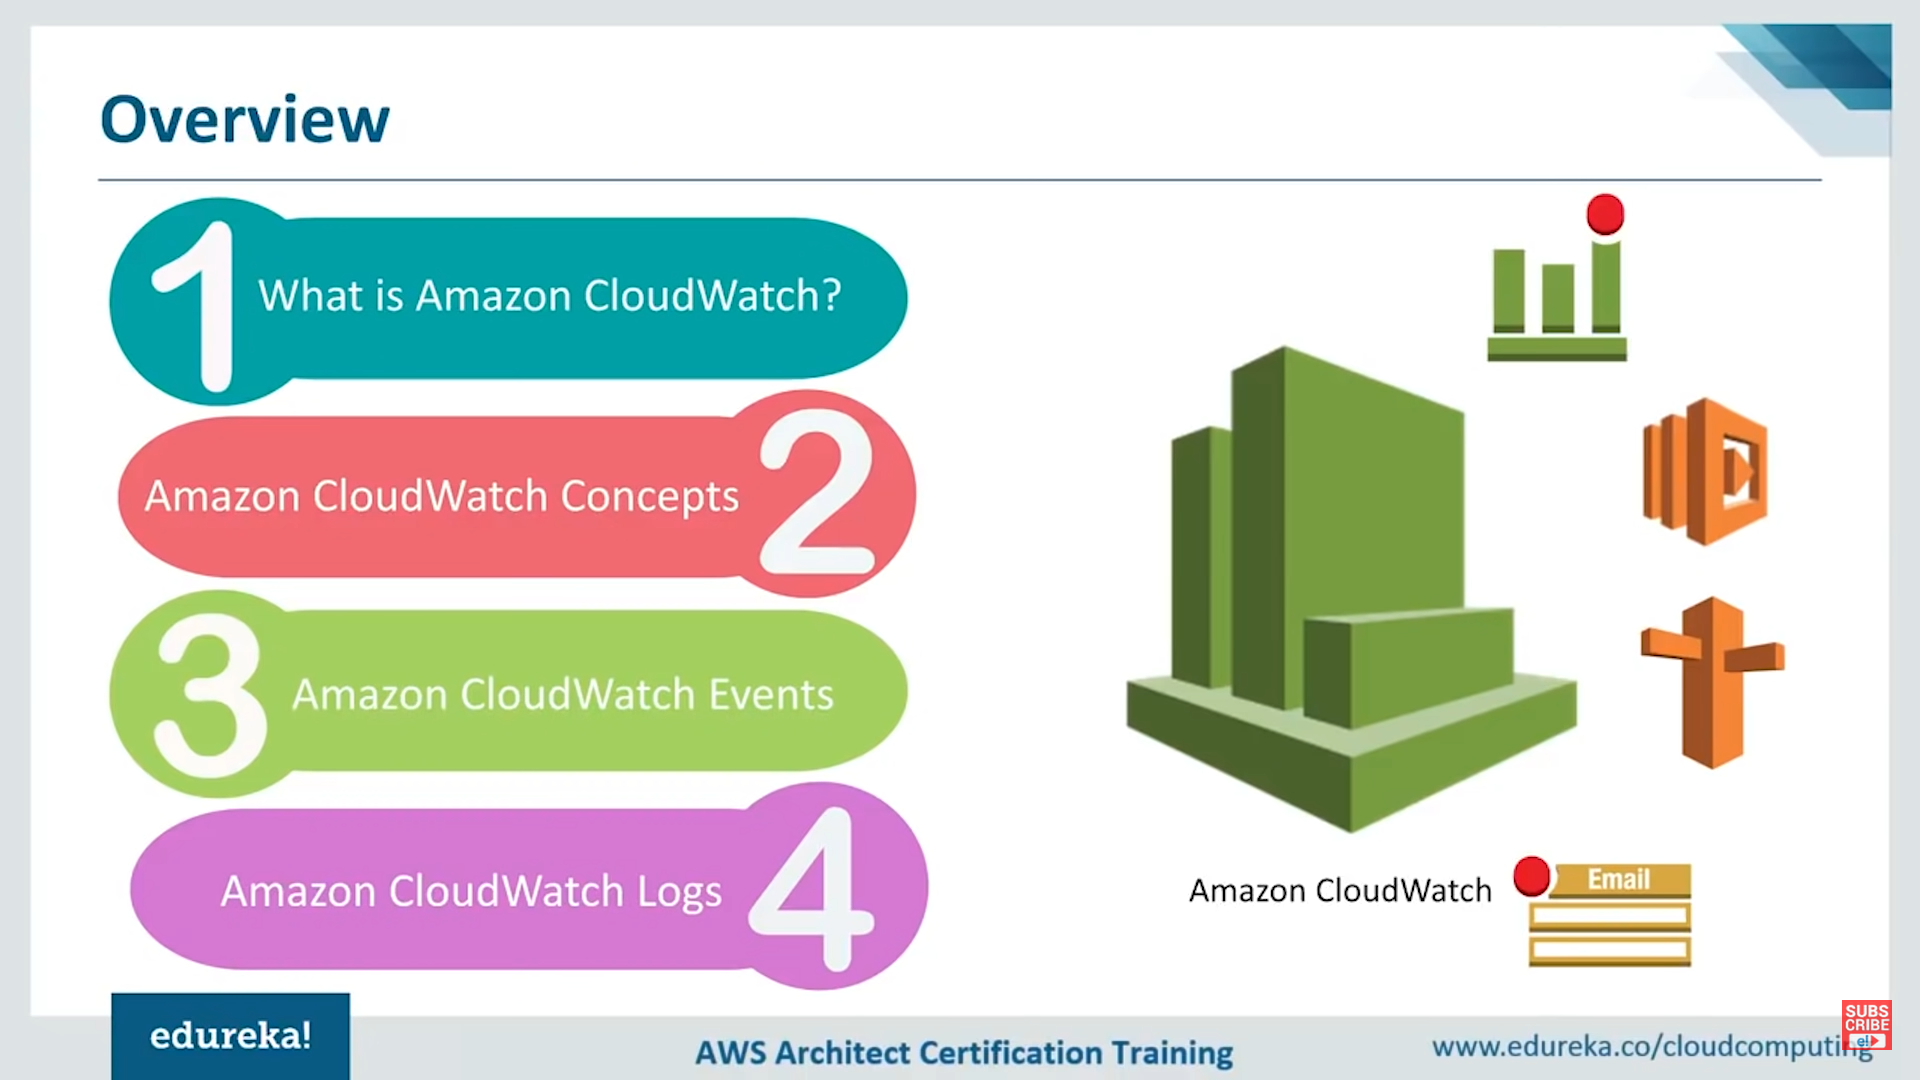 Overview
1
What is Amazon CloudWatch?
Amazon CloudWatch Concepts
2
3
Amazon CloudWatch Events
Amazon CloudWatch Logs
4
Amazon CloudWatch
Email
edureka!
AWS Architect Certification Training
www.edureka.co/cloudcomputing
SUBS
CRIBE
e!